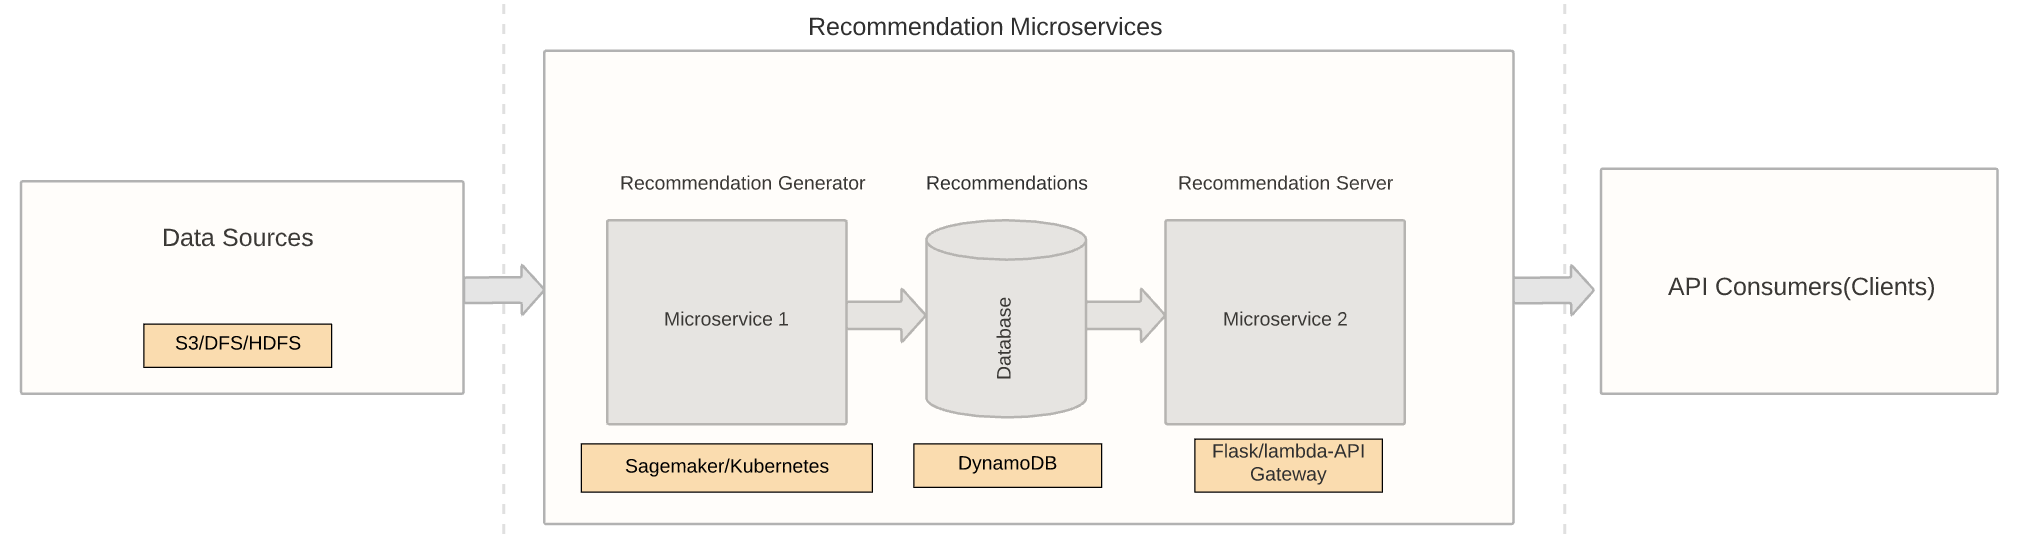 Recommendation Microservices
Data Sources
S3/DFS/HDFS
Recommendation Generator
Microservice 1
Sagemaker/Kubernetes
Recommendations
Database
DynamoDB
Recommendation Server
Microservice 2
Flask/lambda-API
Gateway
API Consumers(Clients)